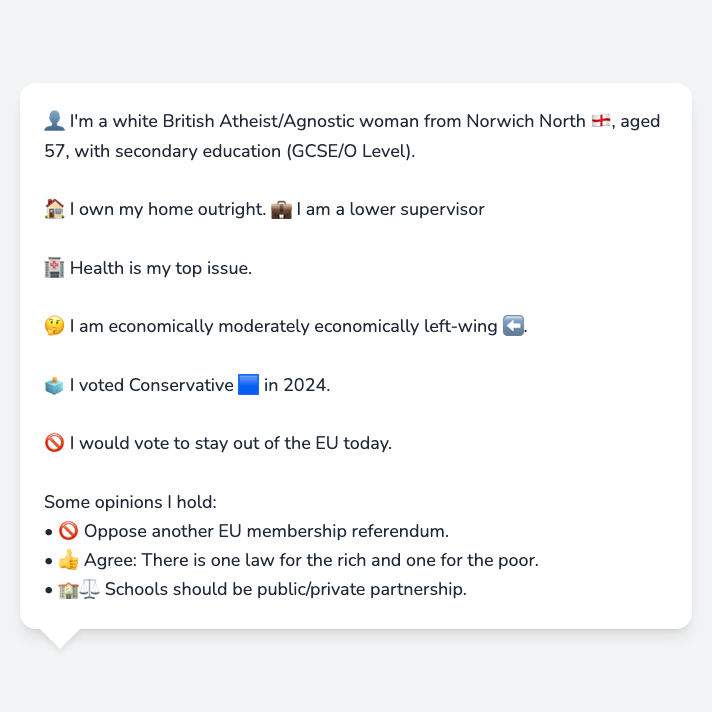 👤 I'm a white British Atheist/Agnostic woman from Norwich North 🏴󠁧󠁢󠁥󠁮󠁧󠁿, aged
57, with secondary education (GCSE/O Level).
🏠 I own my home outright. 💼 I am a lower supervisor
🏥 Health is my top issue.
🤔 I am economically moderately economically left-wing ⬅️.
🗳️ I voted Conservative 🟦 in 2024.
🚫 I would vote to stay out of the EU today.
Some opinions I hold:
• 🚫 Oppose another EU membership referendum.
• 👍 Agree: There is one law for the rich and one for the poor.
• 🏫⚖️ Schools should be public/private partnership.